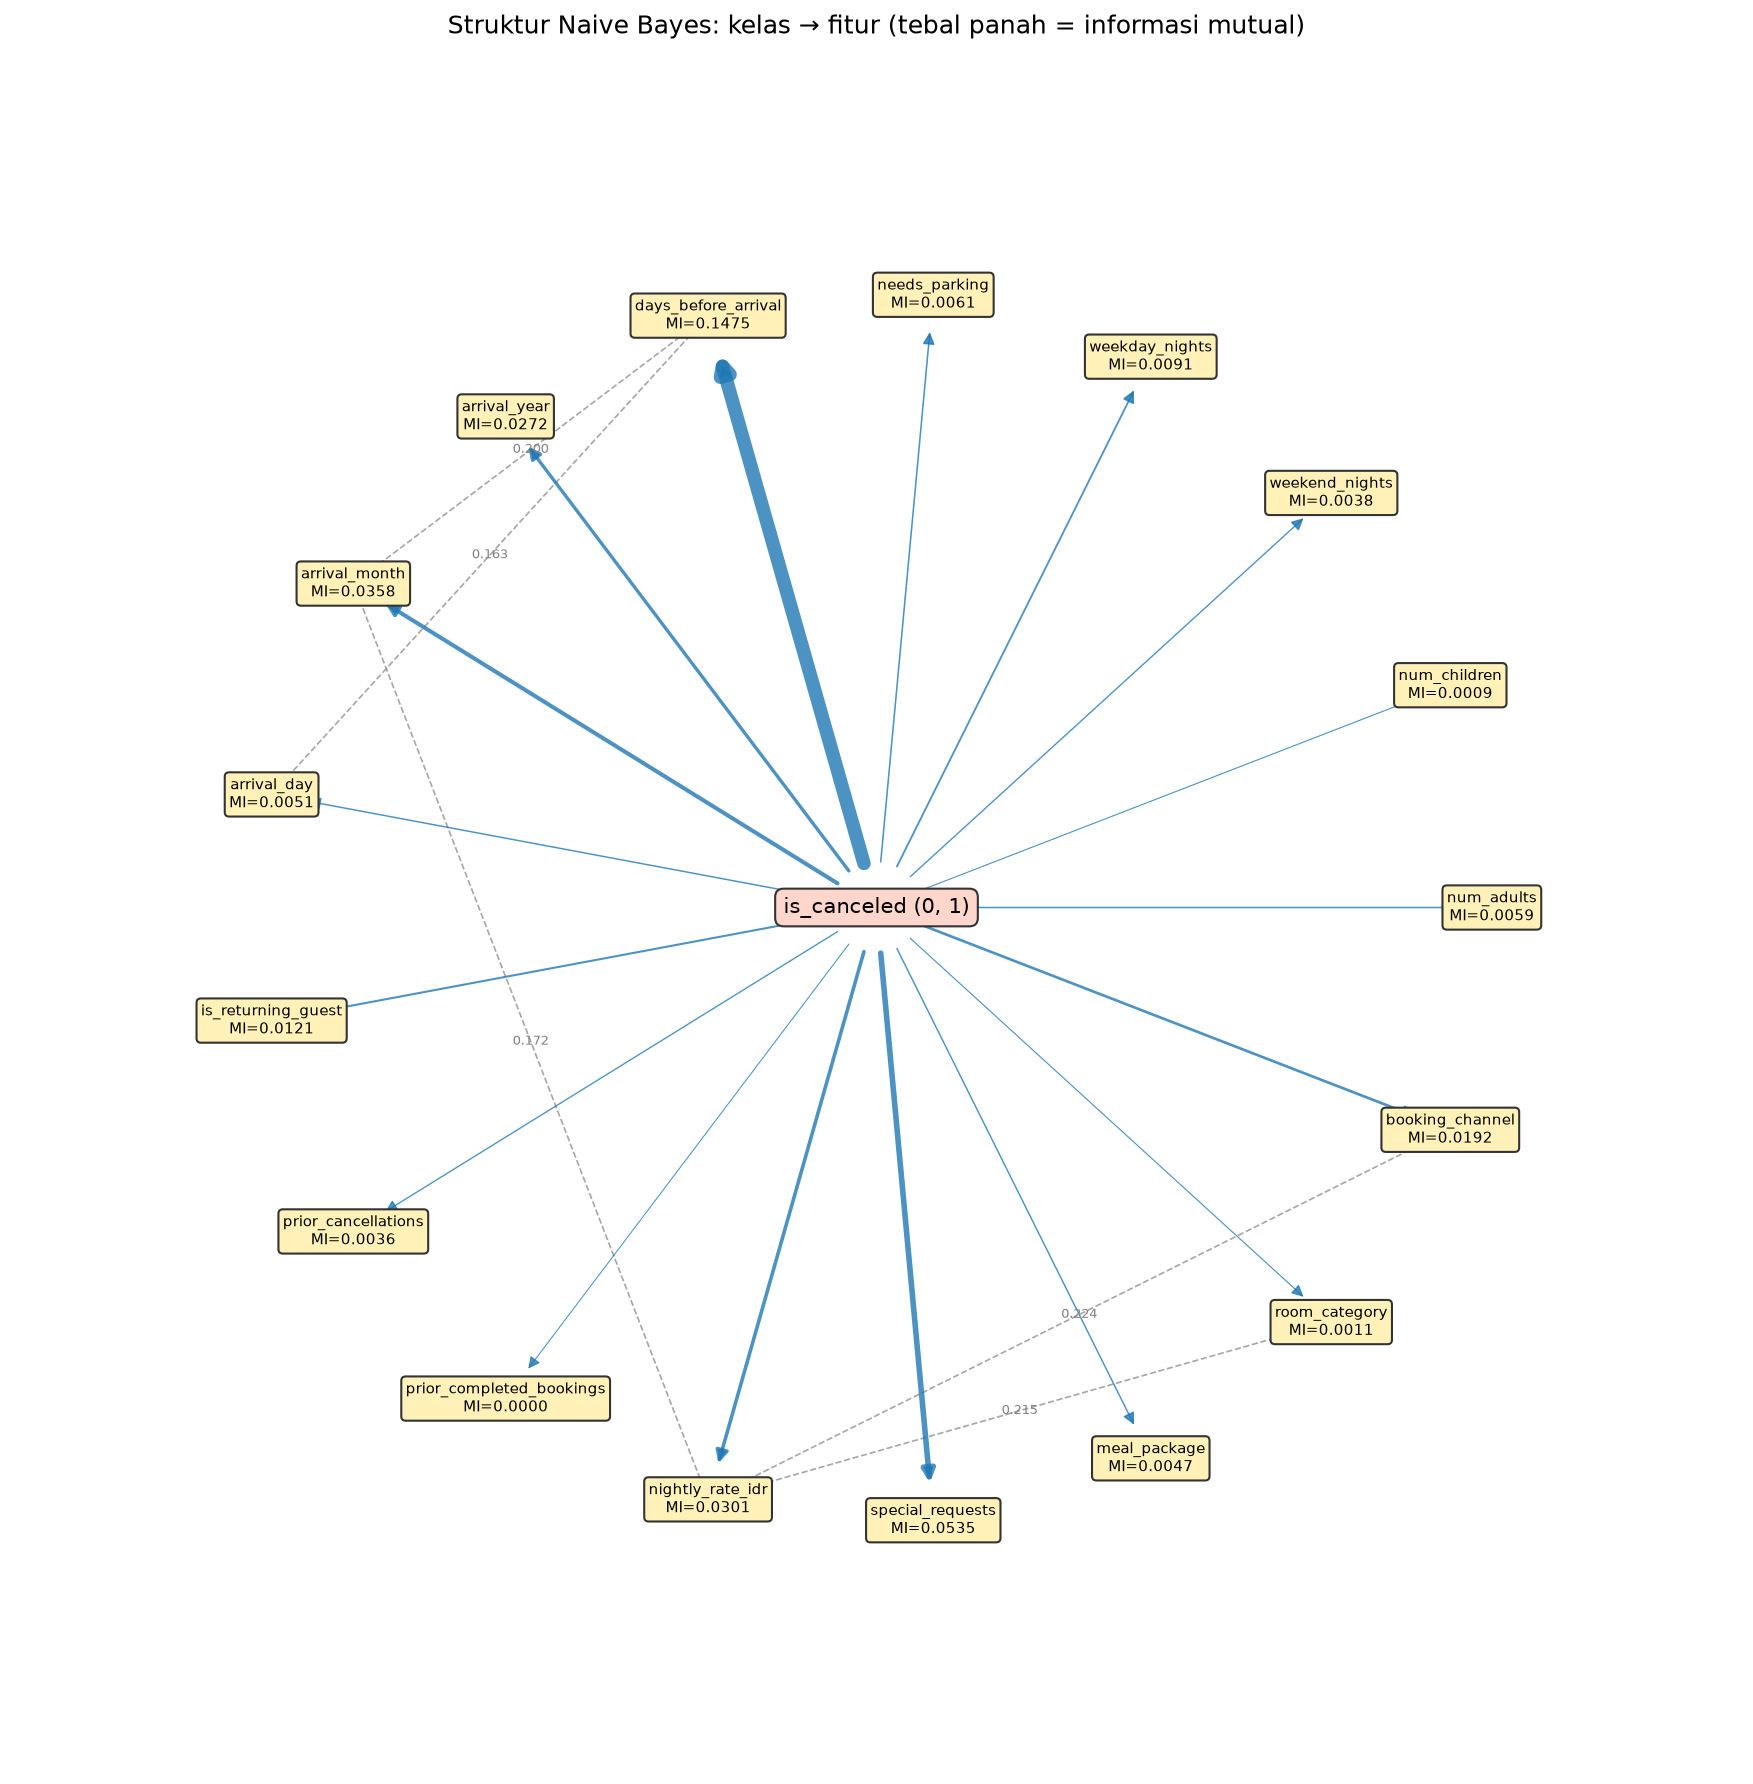 Struktur Naive Bayes: kelas → fitur (tebal panah = informasi mutual)
needs_parking
MI=0.0061
days_before_arrival
MI=0.1475
weekday_nights
MI=0.0091
arrival_year
MI=0.0272
0.200
weekend_nights
MI=0.0038
0.163
arrival_month
MI=0.0358
num_children
MI=0.0009
arrival_day
MI=0.0051
is_canceled (0, 1)
num_adults
MI=0.0059
is_returning_guest
MI=0.0121
0.172
booking_channel
MI=0.0192
prior_cancellations
MI=0.0036
0.224
room_category
MI=0.0011
prior_completed_bookings
MI=0.0000
0.215
meal_package
MI=0.0047
nightly_rate_idr
MI=0.0301
special_requests
MI=0.0535